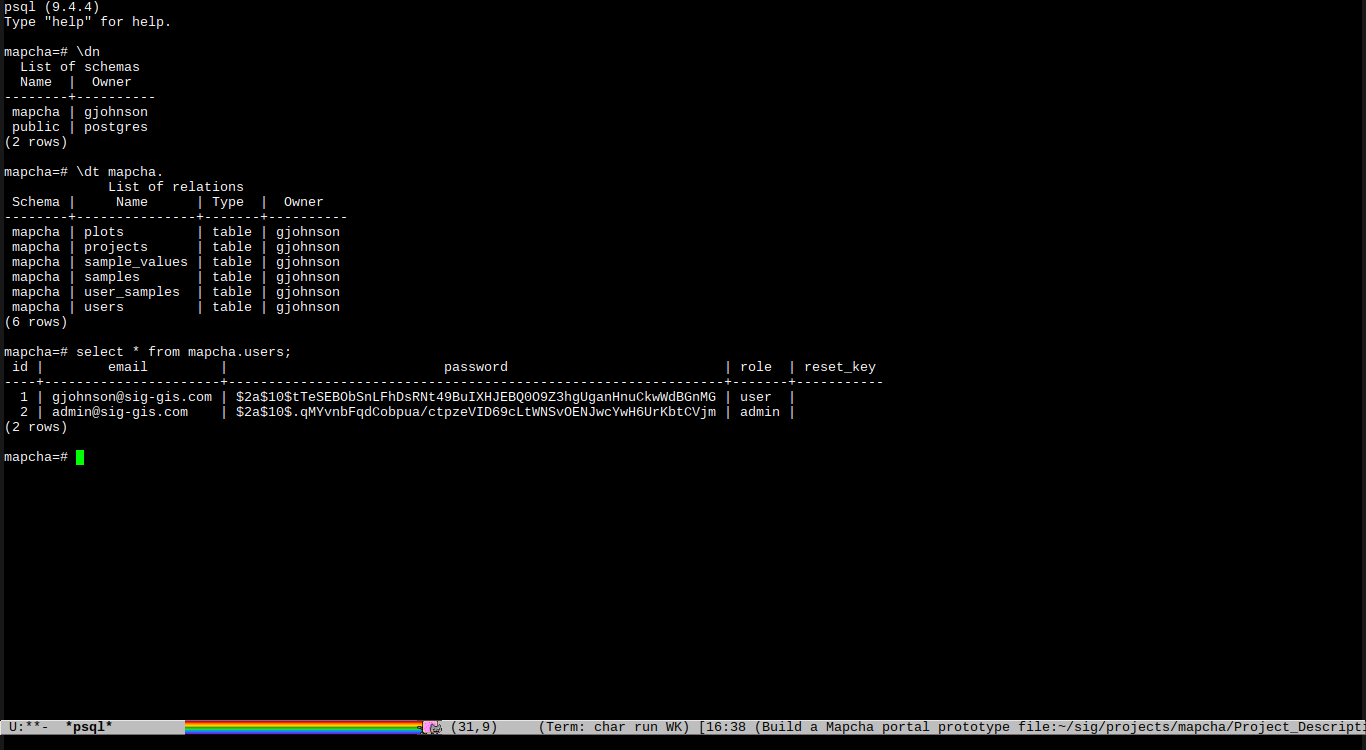 psql (9.4.4)
Type "help" for help.
mapcha=# \dn
List of schemas
Name | Owner
--------+----------
mapcha | gjohnson
public | postgres
(2 rows)
mapcha=# \dt mapcha.
List of relations
Schema | Name | Type | Owner
--------+---------------+-------+----------
mapcha | plots | table | gjohnson
mapcha | projects | table | gjohnson
mapcha | sample_values | table | gjohnson
mapcha | samples | table | gjohnson
mapcha | user_samples | table | gjohnson
mapcha | users | table | gjohnson
(6 rows)
mapcha=# select * from mapcha.users;
id | email | password | role | reset_key
----+----------------------+--------------------------------------------------------------+-------+-----------
1 | gjohnson@sig-gis.com | $2a$10$tTeSEBObSnLFhDsRNt49BuIXHJEBQ0O9Z3hgUganHnuCkwWdBGnMG | user |
2 | admin@sig-gis.com | $2a$10$.qMYvnbFqdCobpua/ctpzeVID69cLtWNSvOENJwcYwH6UrKbtCVjm | admin |
(2 rows)
mapcha=#
U:**- *psql* (31,9) (Term: char run WK) [16:38 (Build a Mapcha portal prototype file:~/sig/projects/mapcha/Project_Descripti